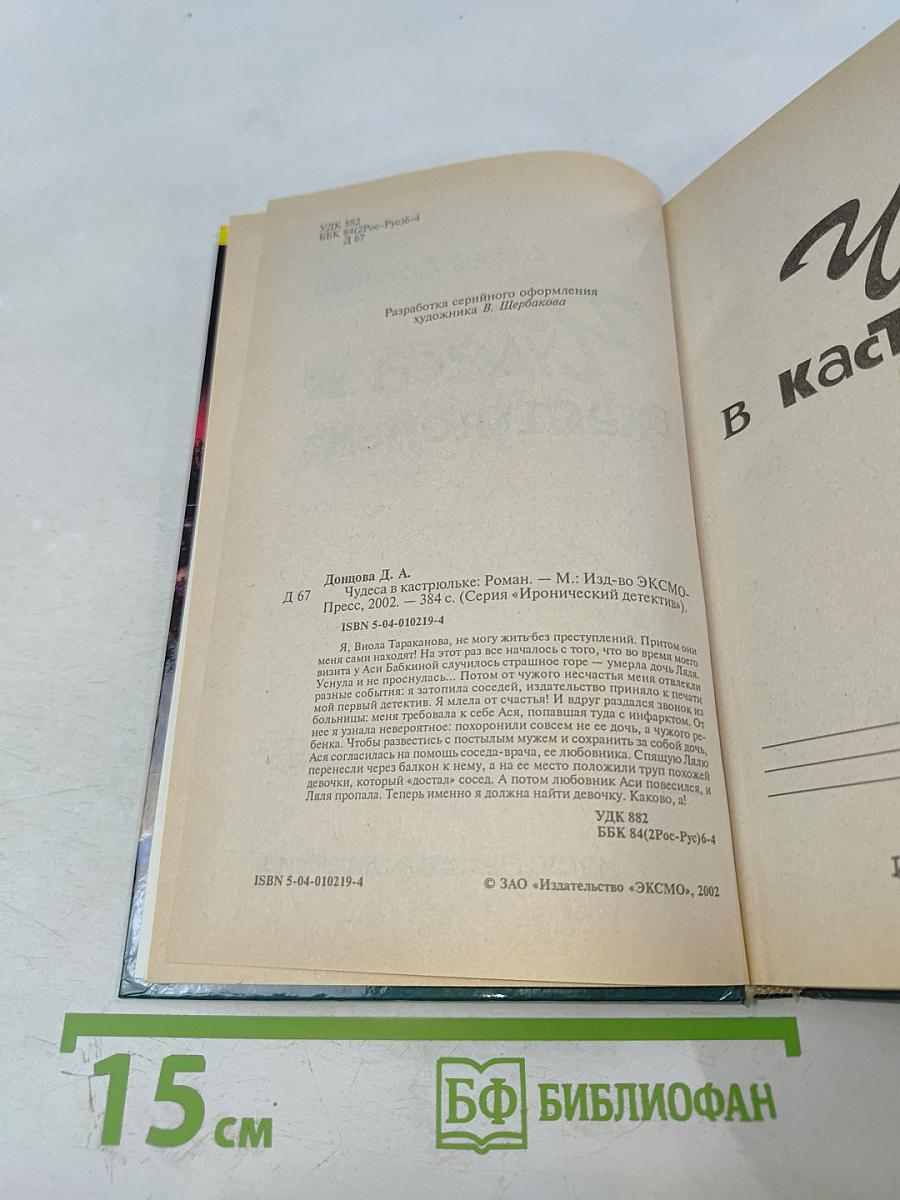 УДК 882
ББК 84(2Рос-Рус)6-4
Д 67
Разработка серийного оформления
художника В. Щербакова
Донцова Д. А.
Д 67 Чудеса в кастрюльке: Роман. — М.: Изд-во ЭКСМО-
Пресс, 2002. — 384 с. (Серия «Иронический детектив»).
ISBN 5-04-010219-4
Я, Виола Тараканова, не могу жить без преступлений. Притом они
меня сами находят! На этот раз все началось с того, что во время моего
визита у Аси Бабкиной случилось страшное горе — умерла дочь Ляля.
Уснула и не проснулась... Потом от чужого несчастья меня отвлекли
разные события: я затопила соседей, издательство приняло к печати
мой первый детектив. Я млела от счастья! И вдруг раздался звонок из
больницы: меня требовала к себе Ася, попавшая туда с инфарктом. От
нее я узнала невероятное: похоронили совсем не ее дочь, а чужого ре-
бенка. Чтобы развестись с постылым мужем и сохранить за собой дочь,
Ася согласилась на помощь соседа-врача, ее любовника. Спящую Лялю
перенесли через балкон к нему, а на ее место положили труп похожей
девочки, который «достал» сосед. А потом любовник Аси повесился, и
Ляля пропала. Теперь именно я должна найти девочку. Каково, а!
УДК 882
ББК 84(2Рос-Рус)6-4
ISBN 5-04-010219-4 © ЗАО «Издательство «ЭКСМО», 2002
Ч
в каст
15 см
БФ БИБЛИОФАН